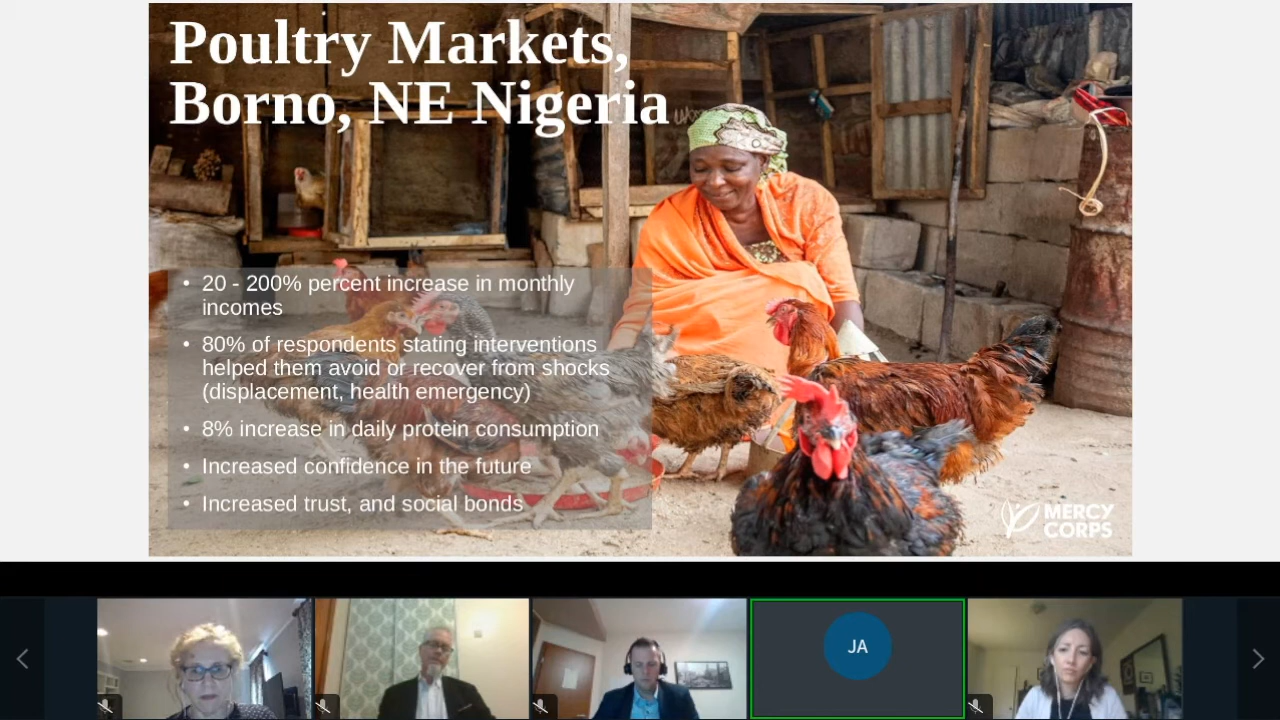 Poultry Markets,
Borno, NE Nigeria
• 20 - 200% percent increase in monthly
incomes
• 80% of respondents stating interventions
helped them avoid or recover from shocks
(displacement, health emergency)
• 8% increase in daily protein consumption
• Increased confidence in the future
• Increased trust, and social bonds
MERCY
CORPS
JA